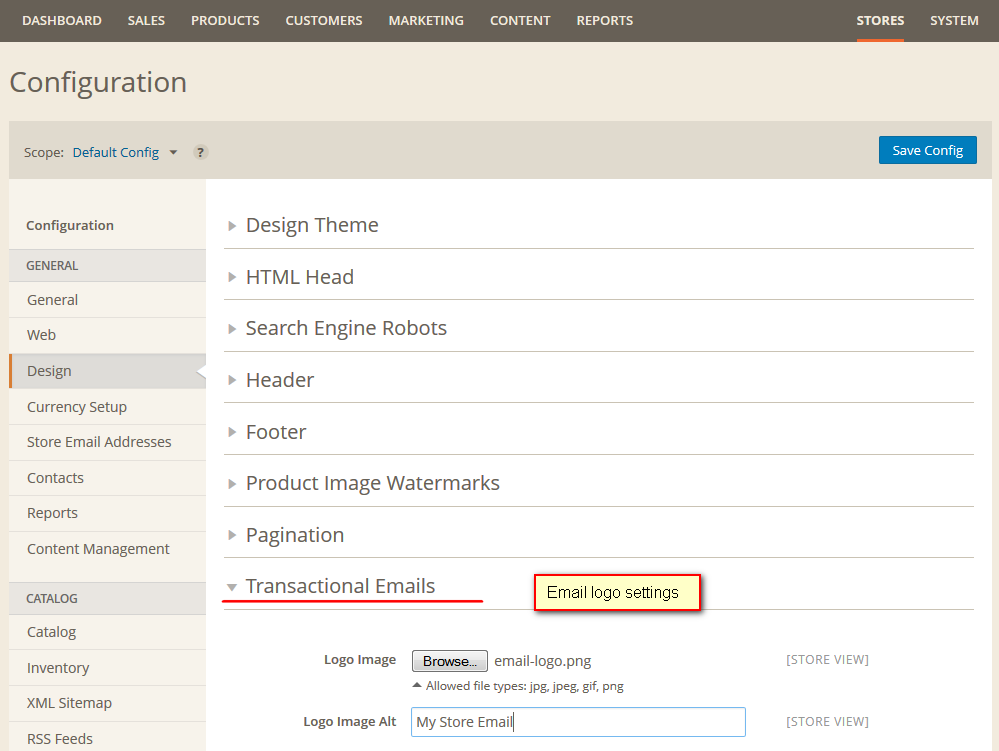 DASHBOARD SALES PRODUCTS CUSTOMERS MARKETING CONTENT REPORTS STORES SYSTEM
Configuration
Scope: Default Config ? Save Config
Configuration
GENERAL
General
Web
Design
Currency Setup
Store Email Addresses
Contacts
Reports
Content Management
CATALOG
Catalog
Inventory
XML Sitemap
RSS Feeds
Design Theme
HTML Head
Search Engine Robots
Header
Footer
Product Image Watermarks
Pagination
Transactional Emails
Email logo settings
Logo Image Browse... email-logo.png [STORE VIEW]
Allowed file types: jpg, jpeg, gif, png
Logo Image Alt My Store Email [STORE VIEW]